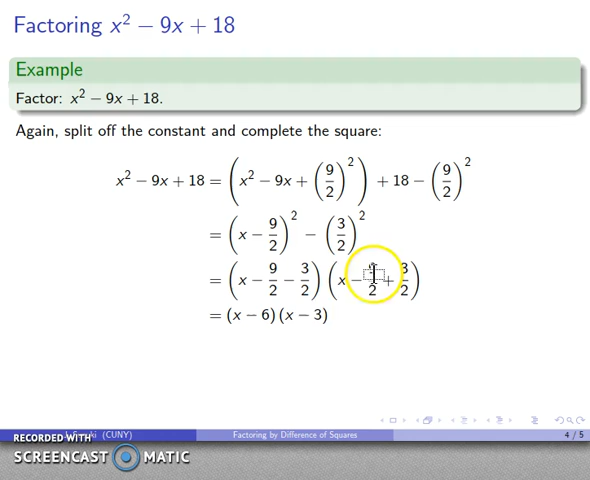 Factoring x² − 9x + 18
Example
Factor: x² − 9x + 18.
Again, split off the constant and complete the square:
x² − 9x + 18 = (x² − 9x + (9/2)²) + 18 − (9/2)²
= (x − 9/2)² − (3/2)²
= (x − 9/2 − 3/2) (x − /2 + 3/2)
= (x − 6) (x − 3)
(CUNY)
Factoring by Difference of Squares
4 / 5
RECORDED WITH
SCREENCAST MATIC